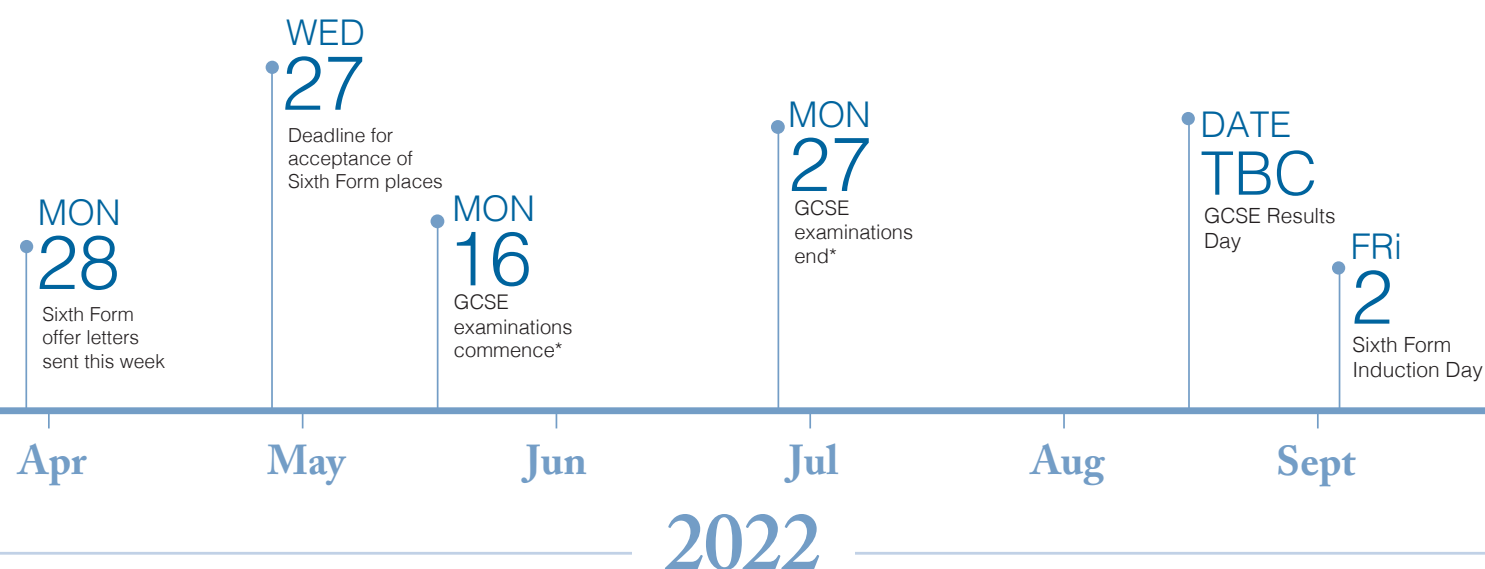 MON
28
Sixth Form
offer letters
sent this week
WED
27
Deadline for
acceptance of
Sixth Form places
MON
16
GCSE
examinations
commence*
MON
27
GCSE
examinations
end*
DATE
TBC
GCSE Results
Day
FRi
2
Sixth Form
Induction Day
Apr
May
Jun
Jul
Aug
Sept
2022